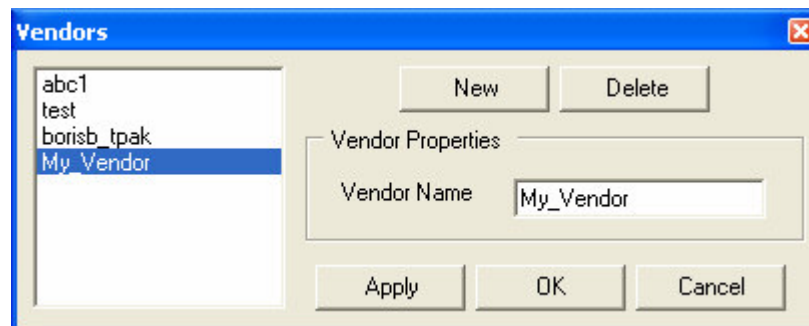 Vendors
abc1
test
borisb_tpak
My_Vendor
New Delete
Vendor Properties
Vendor Name My_Vendor
Apply OK Cancel